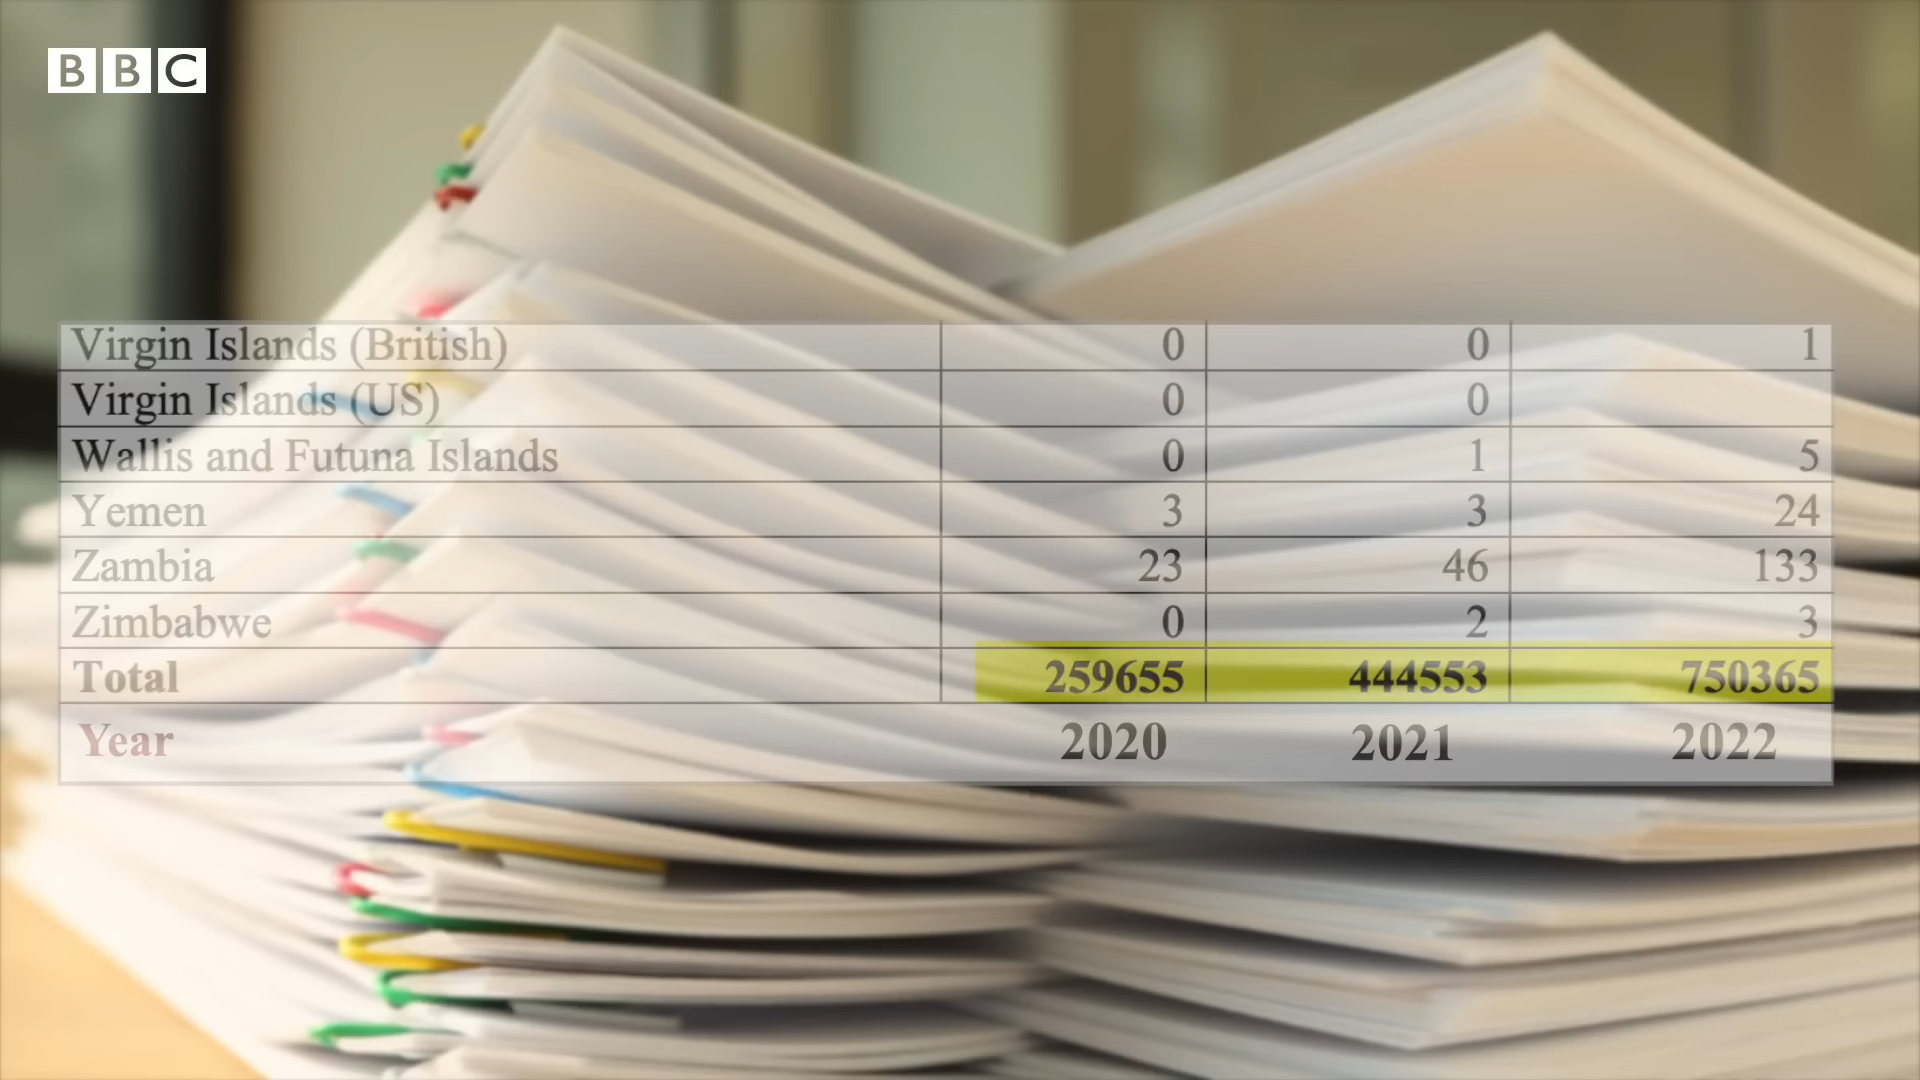 BBC
Virgin Islands (British) 0 0 1
Virgin Islands (US) 0 0
Wallis and Futuna Islands 0 1 5
Yemen 3 3 24
Zambia 23 46 133
Zimbabwe 0 2 3
Total 259655 444553 750365
Year 2020 2021 2022